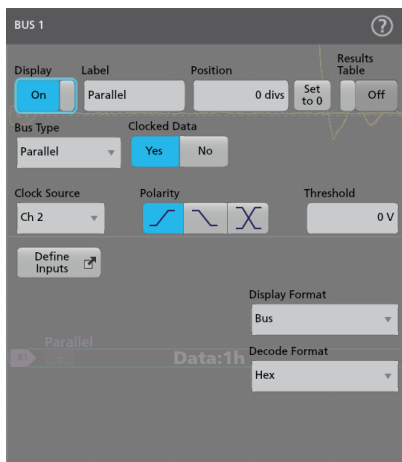 BUS 1
?
Display Label Position Results Table
On Parallel 0 divs Set to 0 Off
Bus Type Clocked Data
Parallel Yes No
Clock Source Polarity Threshold
Ch 2 0 V
Define Inputs
Display Format
Bus
Parallel
Decode Format
B1 + Data:1h
Hex